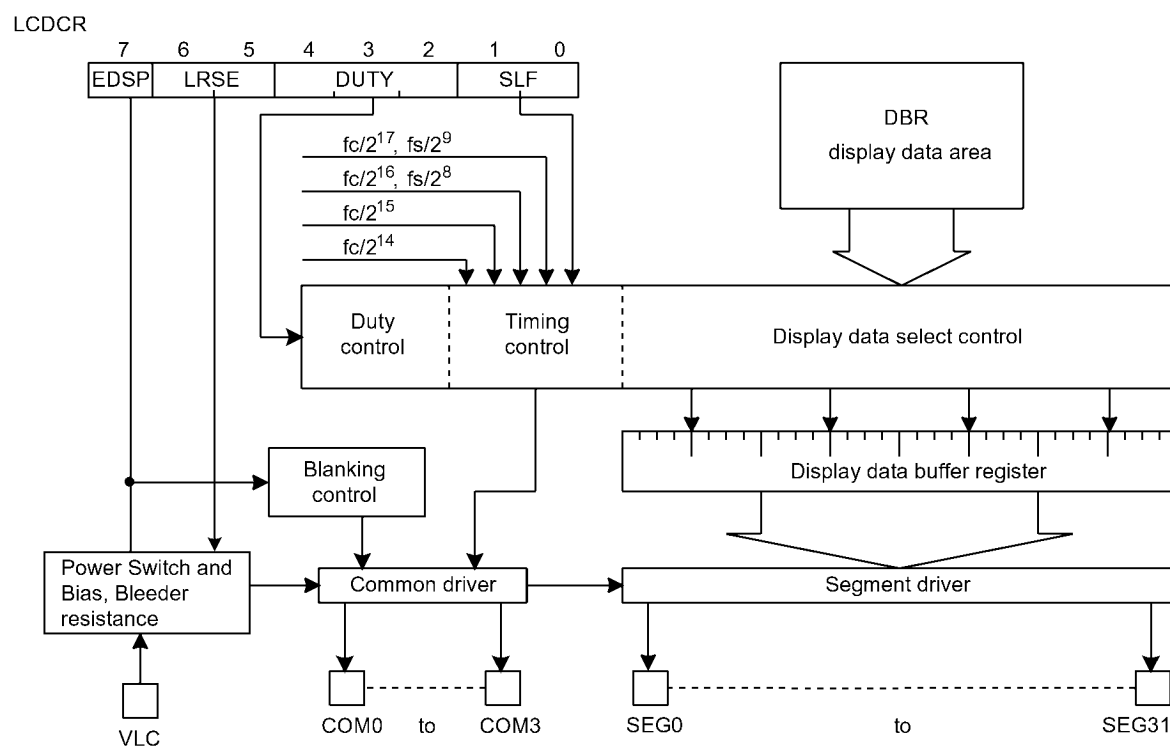 LCDCR
7 6 5 4 3 2 1 0
EDSP LRSE DUTY SLF
fc/2^17, fs/2^9
fc/2^16, fs/2^8
fc/2^15
fc/2^14
DBR
display data area
Duty
control
Timing
control
Display data select control
Display data buffer register
Blanking
control
Power Switch and
Bias, Bleeder
resistance
Common driver
Segment driver
VLC
COM0 to COM3
SEG0 to SEG31